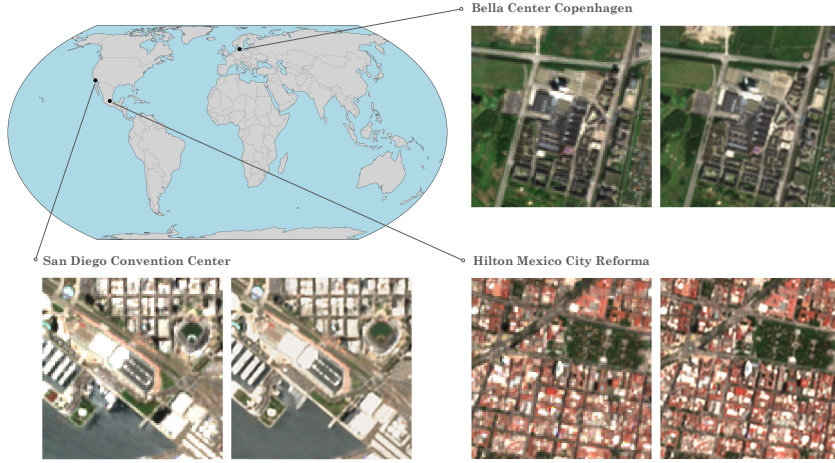 Bella Center Copenhagen
San Diego Convention Center
Hilton Mexico City Reforma